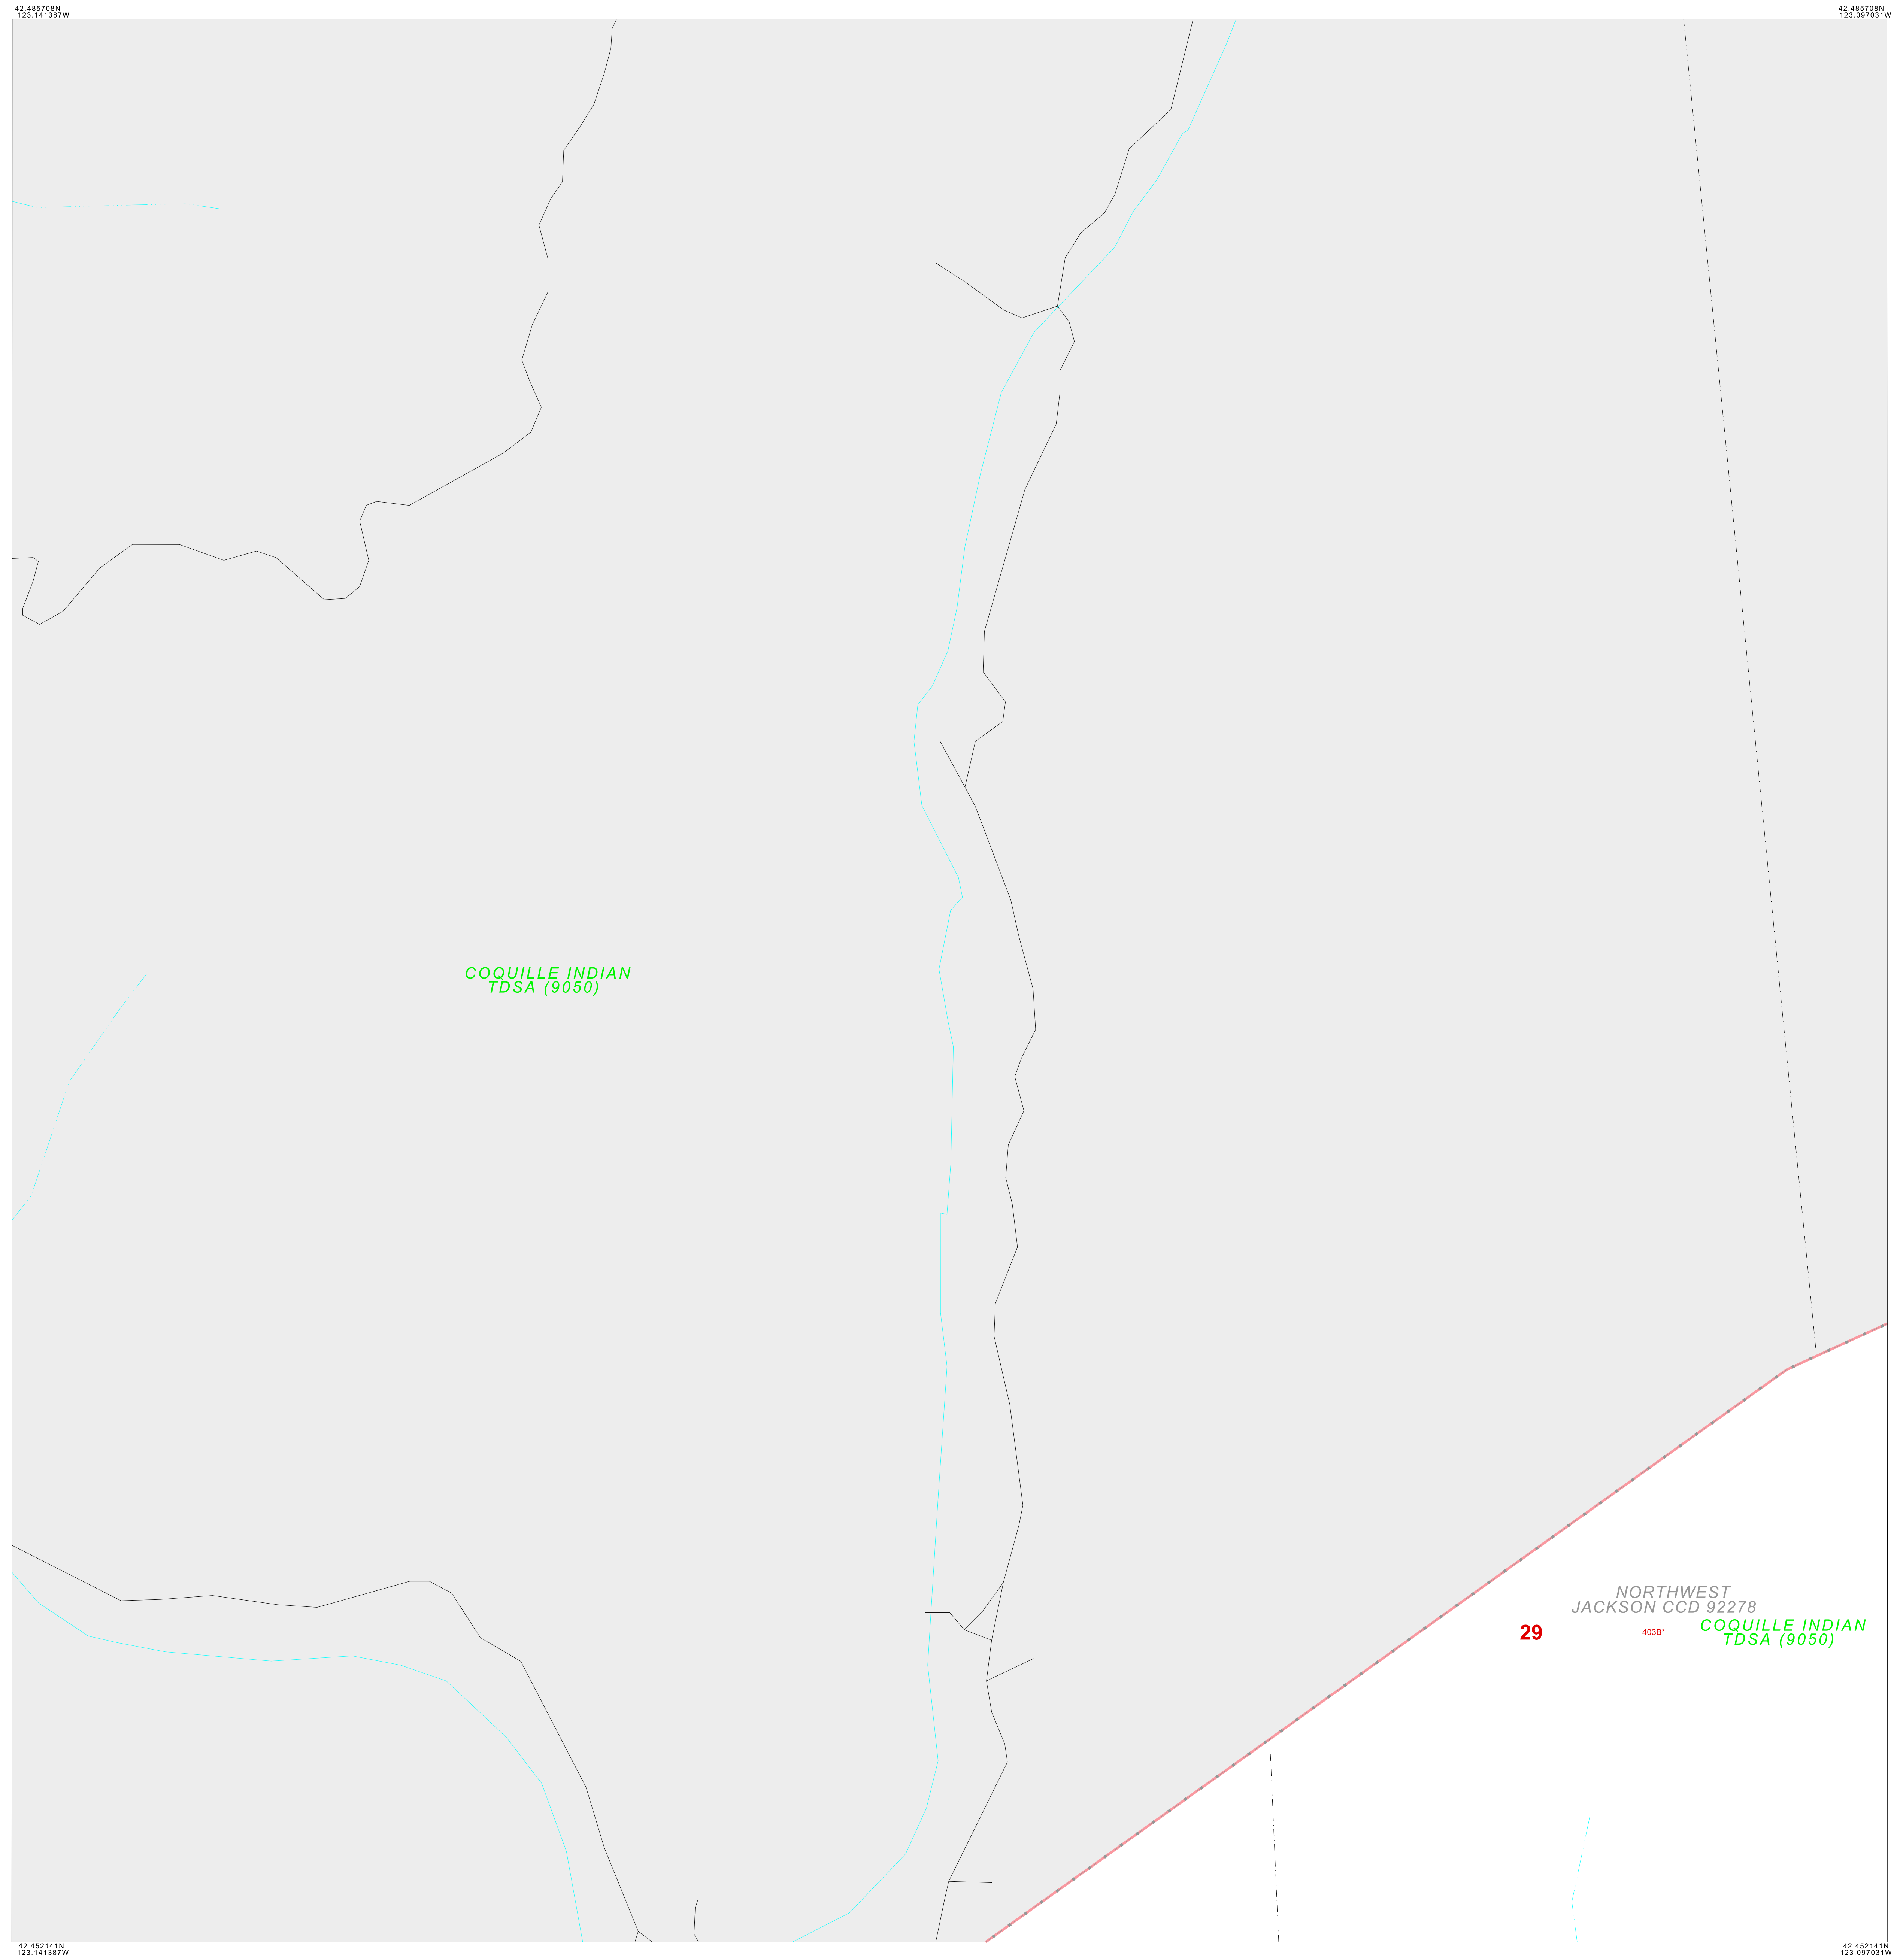 42.485708N
123.141387W
42.485708N
123.097031W
COQUILLE INDIAN
TDSA (9050)
NORTHWEST
JACKSON CCD 92278
29
403B*
COQUILLE INDIAN
TDSA (9050)
42.452141N
123.141387W
42.452141N
123.097031W